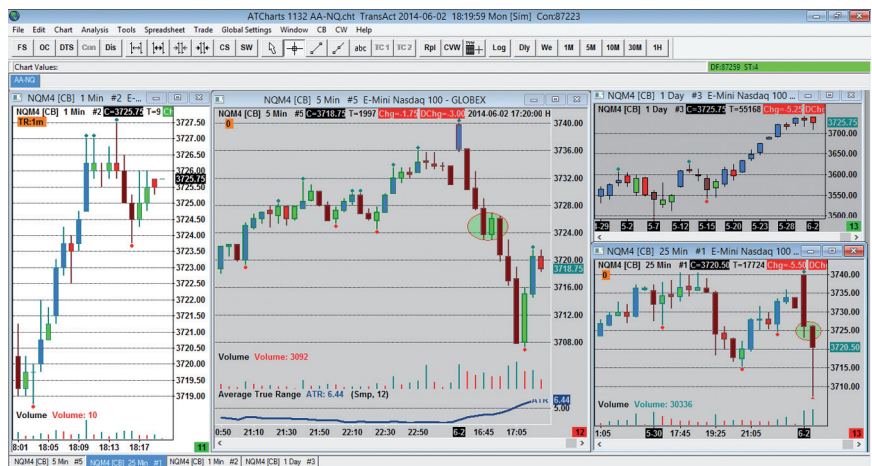 ATCharts 1132 AA-NQ.cht TransAct 2014-06-02 18:19:59 Mon [Sim] Con:87223
File Edit Chart Analysis Tools Spreadsheet Trade Global Settings Window CB CW Help
FS OC DTS Can Dis CS SW abc TC 1 TC 2 Rpl CVW Log Dly We 1M 5M 10M 30M 1H
Chart Values:
DF:87259 ST:4
AA-NQ
NQM4 [CB] 1 Min #2 E-...
NQM4 [CB] 1 Min #2 C=3725.75 T=9
TR:1m
3727.50
3727.00
3726.50
3726.00
3725.75
3725.50
3725.00
3724.50
3724.00
3723.50
3723.00
3722.50
3722.00
3721.50
3721.00
3720.50
3720.00
3719.50
3719.00
Volume Volume: 10
8:01 18:05 18:09 18:13 18:17 11
NQM4 [CB] 5 Min #5 E-Mini Nasdaq 100 - GLOBEX
NQM4 [CB] 5 Min #5 C=3718.75 T=1997 Chg=-1.75 DChg=-3.00 2014-06-02 17:20:00 H
0
3740.00
3736.00
3732.00
3728.00
3724.00
3720.00
3718.75
3716.00
3712.00
3708.00
Volume Volume: 3092
Average True Range ATR: 6.44 (Smp, 12)
ATR 6.44
5.00
0:50 21:10 21:10 21:50 22:10 22:30 22:50 6-2 16:45 17:05 12
NQM4 [CB] 1 Day #3 E-Mini Nasdaq 100 ...
NQM4 [CB] 1 Day #3 C=3725.75 T=55168 Chg=-5.25 DChg
3725.75
3700.00
3650.00
3600.00
3550.00
3500.00
4-29 5-2 5-7 5-12 5-15 5-20 5-23 5-28 6-2 13
NQM4 [CB] 25 Min #1 E-Mini Nasdaq 100 ...
NQM4 [CB] 25 Min #1 C=3720.50 T=17724 Chg=-5.50 DChg
0
3740.00
3735.00
3730.00
3725.00
3720.50
3715.00
3710.00
Volume Volume: 30336
1:05 5-30 17:45 19:25 21:05 6-2 13
NQM4 [CB] 5 Min #5 NQM4 [CB] 25 Min #1 NQM4 [CB] 1 Min #2 NQM4 [CB] 1 Day #3